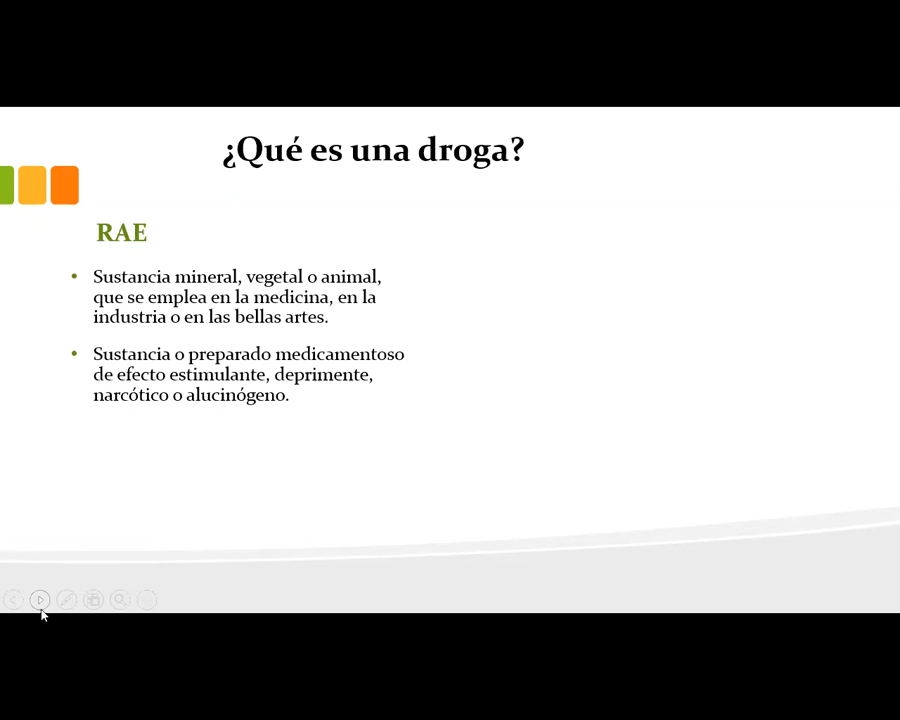 ¿Qué es una droga?
RAE
• Sustancia mineral, vegetal o animal,
que se emplea en la medicina, en la
industria o en las bellas artes.
• Sustancia o preparado medicamentoso
de efecto estimulante, deprimente,
narcótico o alucinógeno.